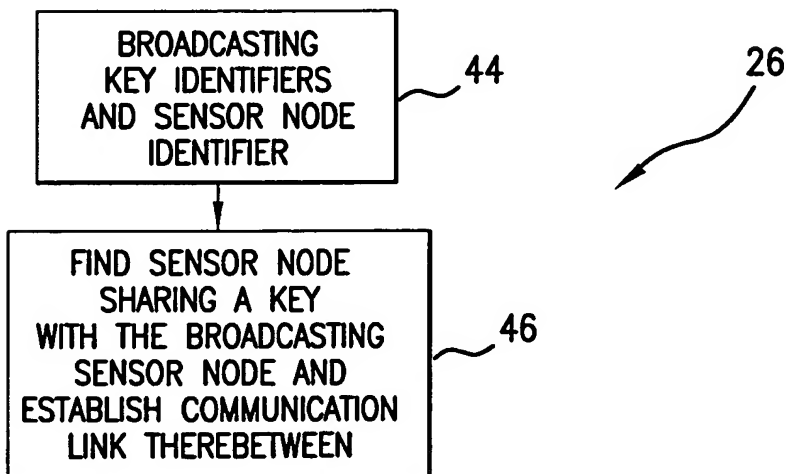 BROADCASTING
KEY IDENTIFIERS
AND SENSOR NODE
IDENTIFIER
44
26
FIND SENSOR NODE
SHARING A KEY
WITH THE BROADCASTING
SENSOR NODE AND
ESTABLISH COMMUNICATION
LINK THEREBETWEEN
46